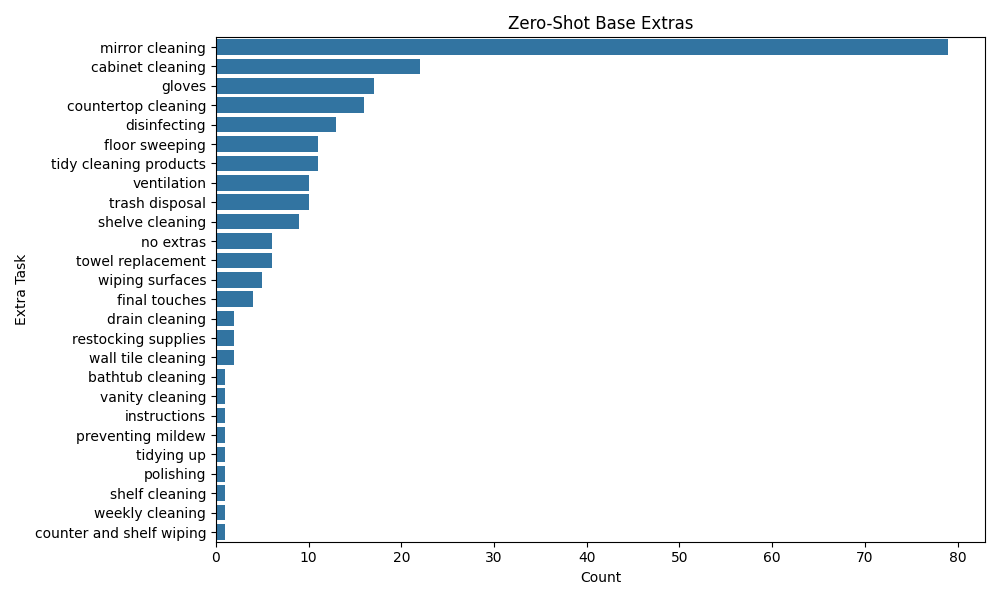 Zero-Shot Base Extras
mirror cleaning
cabinet cleaning
gloves
countertop cleaning
disinfecting
floor sweeping
tidy cleaning products
ventilation
trash disposal
shelve cleaning
no extras
towel replacement
wiping surfaces
final touches
drain cleaning
restocking supplies
wall tile cleaning
bathtub cleaning
vanity cleaning
instructions
preventing mildew
tidying up
polishing
shelf cleaning
weekly cleaning
counter and shelf wiping
Extra Task
0 10 20 30 40 50 60 70 80
Count